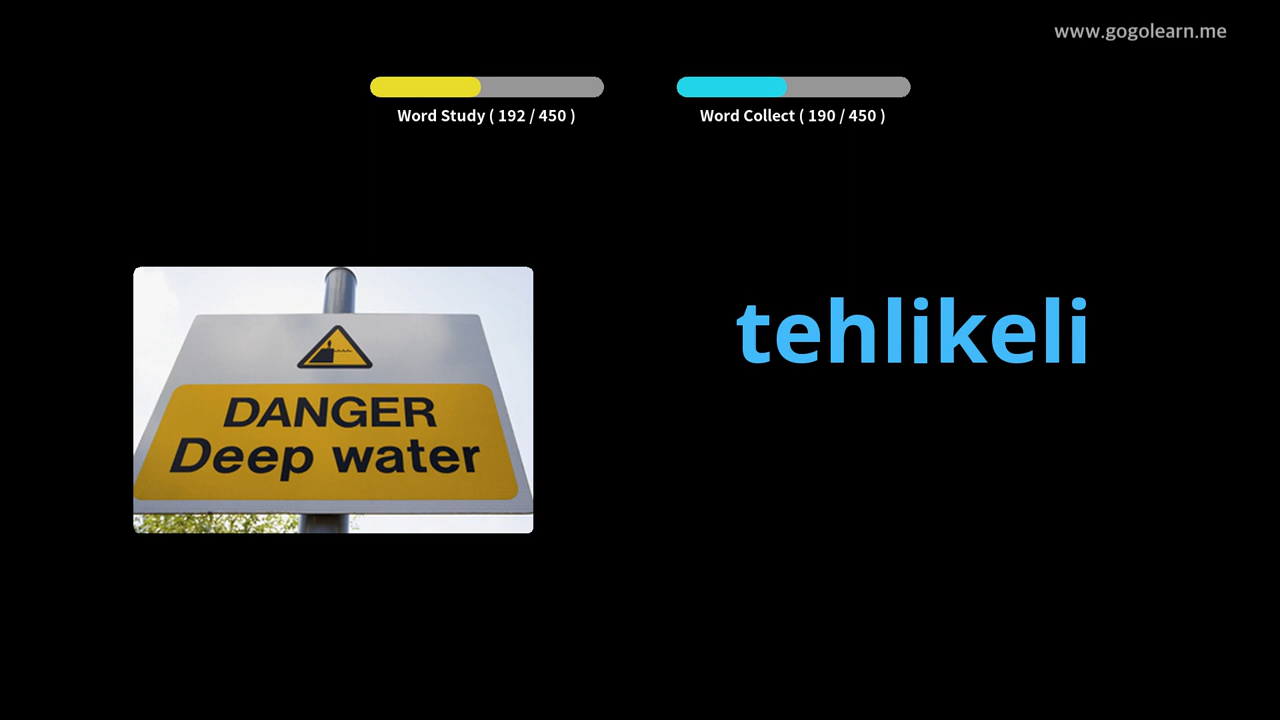 www.gogolearn.me
Word Study ( 192 / 450 )
Word Collect ( 190 / 450 )
tehlikeli
DANGER
Deep water